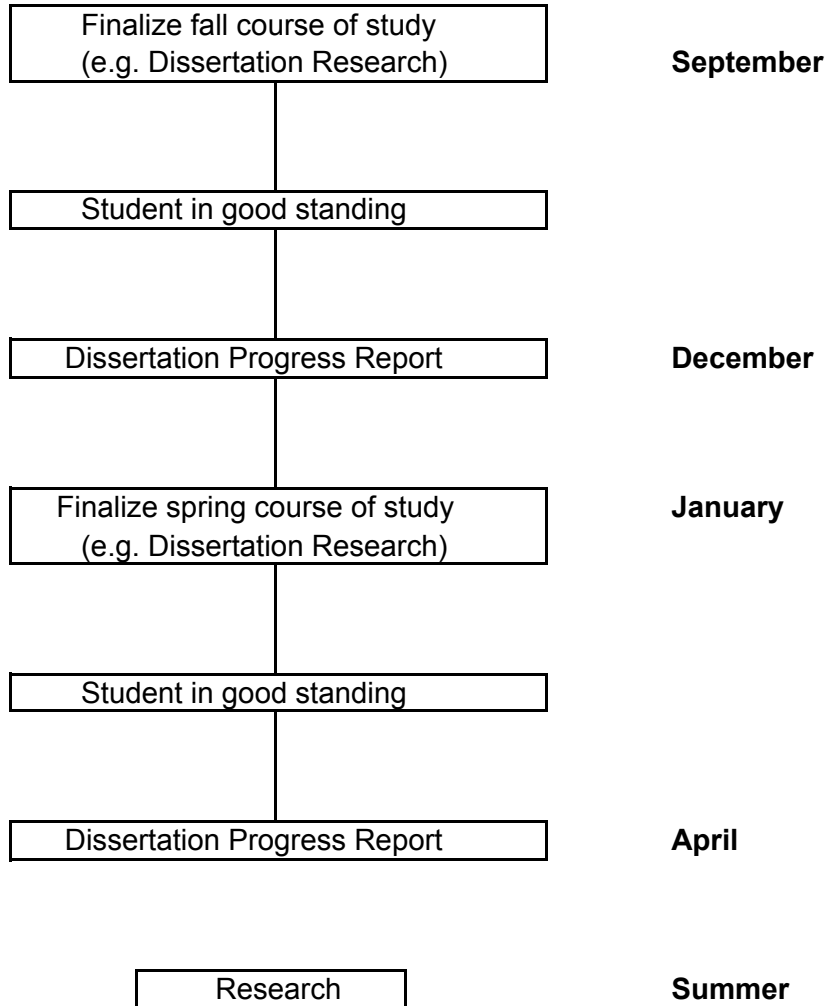 Finalize fall course of study
(e.g. Dissertation Research) September
Student in good standing
Dissertation Progress Report December
Finalize spring course of study January
(e.g. Dissertation Research)
Student in good standing
Dissertation Progress Report April
Research Summer